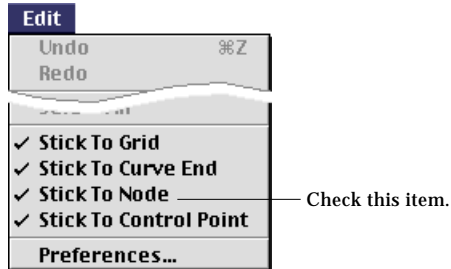 Edit
Undo ⌘Z
Redo
Stick To Grid
Stick To Curve End
Stick To Node
Check this item.
Stick To Control Point
Preferences...